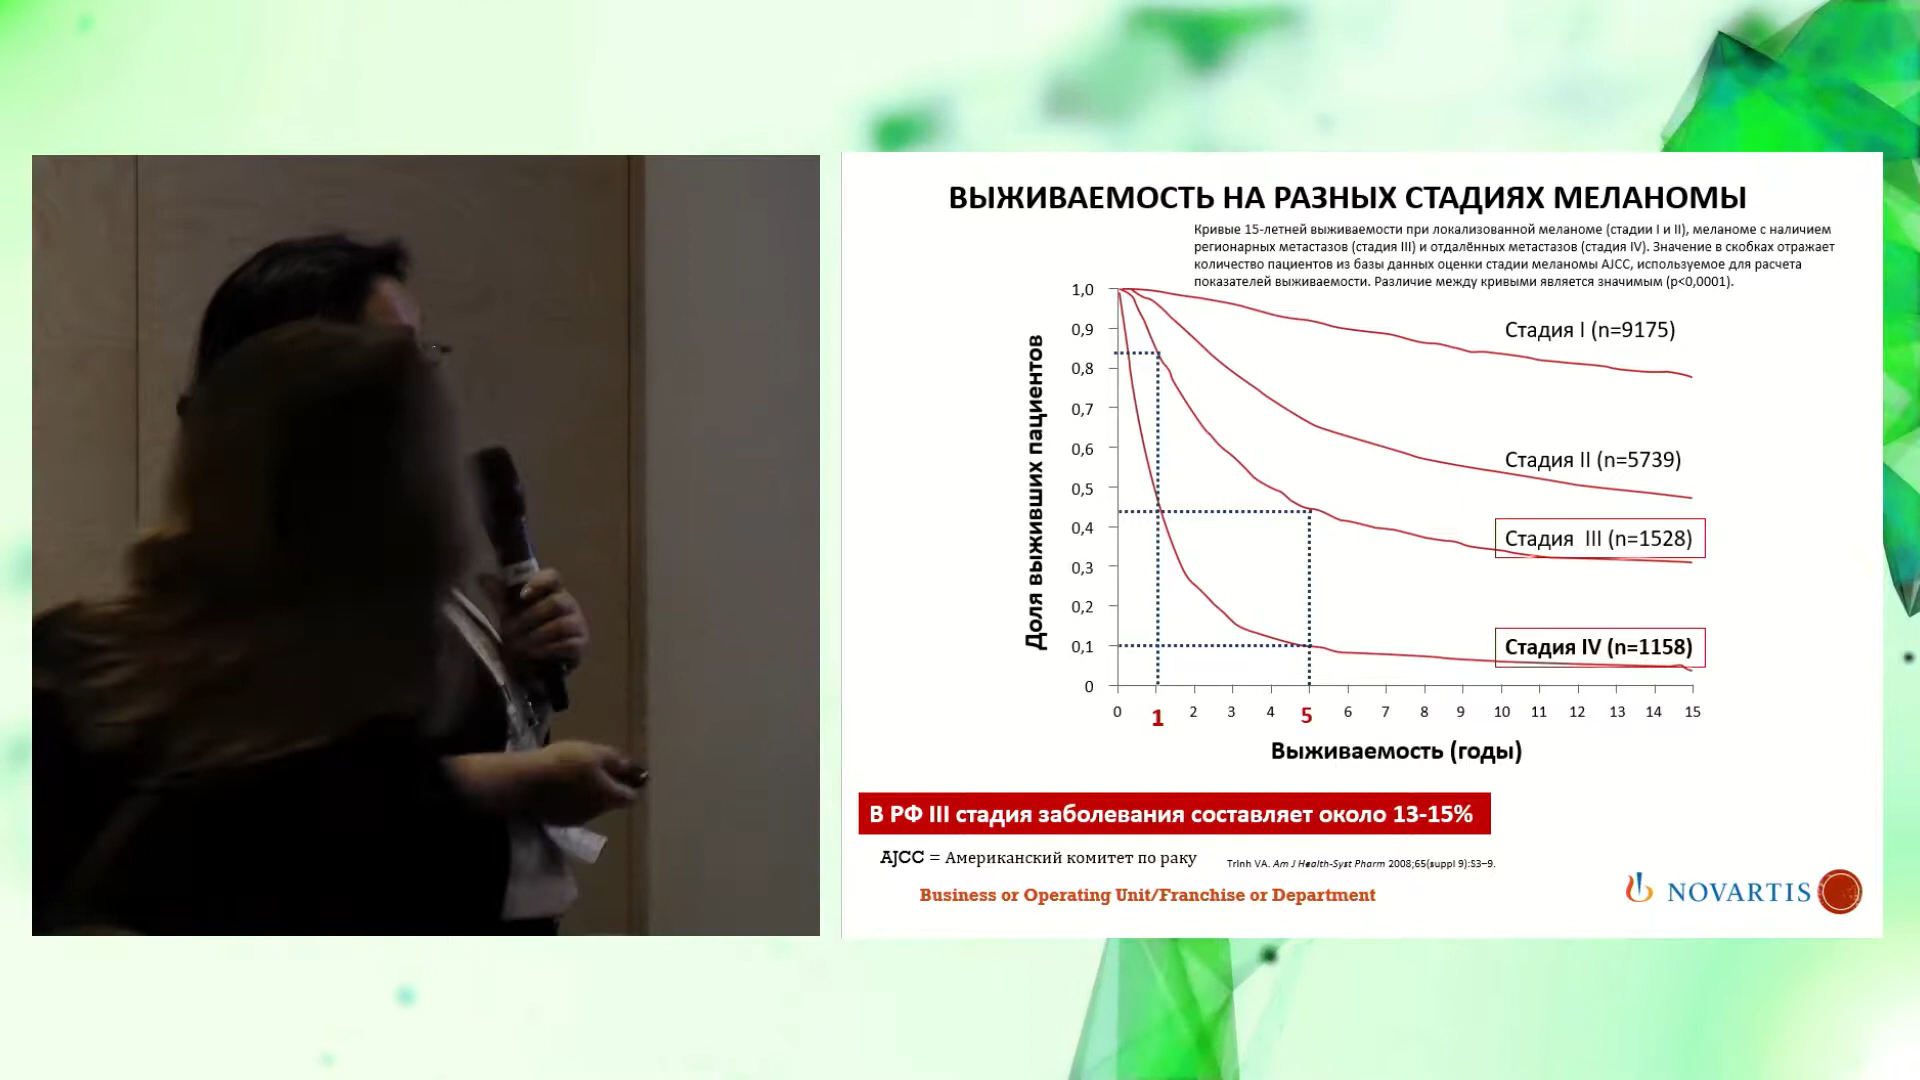 ВЫЖИВАЕМОСТЬ НА РАЗНЫХ СТАДИЯХ МЕЛАНОМЫ
Кривые 15-летней выживаемости при локализованной меланоме (стадии I и II), меланоме с наличием
регионарных метастазов (стадия III) и отдалённых метастазов (стадия IV). Значение в скобках отражает
количество пациентов из базы данных оценки стадии меланомы AJCC, используемое для расчета
показателей выживаемости. Различие между кривыми является значимым (p<0,0001).
Доля выживших пациентов
1,0
0,9
0,8
0,7
0,6
0,5
0,4
0,3
0,2
0,1
0
Стадия I (n=9175)
Стадия II (n=5739)
Стадия III (n=1528)
Стадия IV (n=1158)
0 1 2 3 4 5 6 7 8 9 10 11 12 13 14 15
Выживаемость (годы)
В РФ III стадия заболевания составляет около 13-15%
AJCC = Американский комитет по раку
Trinh VA. Am J Health-Syst Pharm 2008;65(suppl 9):S3–9.
Business or Operating Unit/Franchise or Department
NOVARTIS